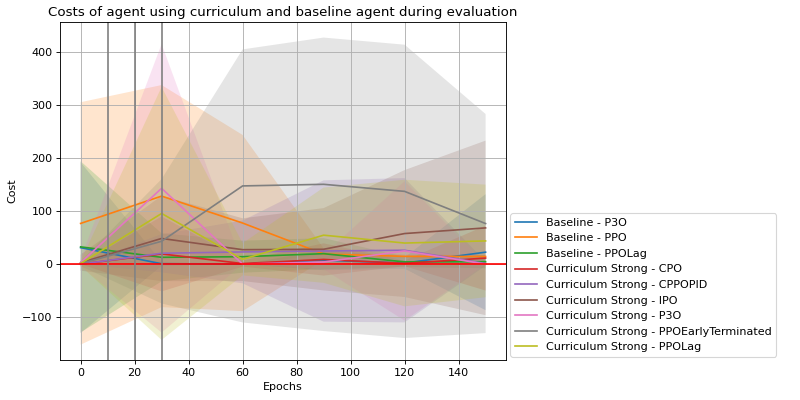 Costs of agent using curriculum and baseline agent during evaluation
400
300
200
100
0
−100
Cost
0 20 40 60 80 100 120 140
Epochs
Baseline - P3O
Baseline - PPO
Baseline - PPOLag
Curriculum Strong - CPO
Curriculum Strong - CPPOPID
Curriculum Strong - IPO
Curriculum Strong - P3O
Curriculum Strong - PPOEarlyTerminated
Curriculum Strong - PPOLag